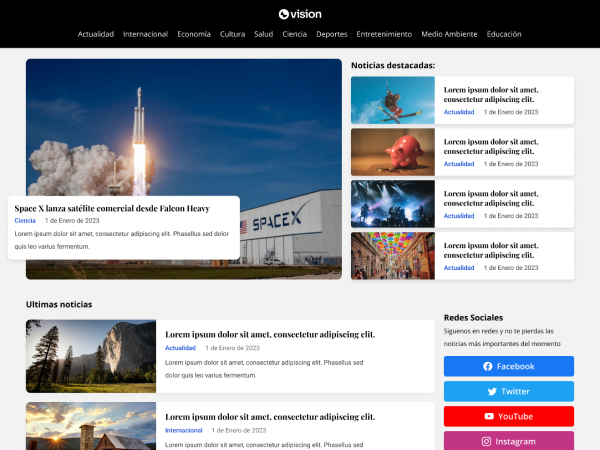 vision
Actualidad Internacional Economía Cultura Salud Ciencia Deportes Entretenimiento Medio Ambiente Educación
SPACEX
Space X lanza satélite comercial desde Falcon Heavy
Ciencia 1 de Enero de 2023
Lorem ipsum dolor sit amet, consectetur adipiscing elit. Phasellus sed dolor
quis leo varius fermentum.
Noticias destacadas:
Lorem ipsum dolor sit amet,
consectetur adipiscing elit.
Actualidad 1 de Enero de 2023
Lorem ipsum dolor sit amet,
consectetur adipiscing elit.
Actualidad 1 de Enero de 2023
Lorem ipsum dolor sit amet,
consectetur adipiscing elit.
Actualidad 1 de Enero de 2023
Lorem ipsum dolor sit amet,
consectetur adipiscing elit.
Actualidad 1 de Enero de 2023
Ultimas noticias
Lorem ipsum dolor sit amet, consectetur adipiscing elit.
Actualidad 1 de Enero de 2023
Lorem ipsum dolor sit amet, consectetur adipiscing elit. Phasellus sed
dolor quis leo varius fermentum.
Lorem ipsum dolor sit amet, consectetur adipiscing elit.
Internacional 1 de Enero de 2023
Lorem ipsum dolor sit amet, consectetur adipiscing elit. Phasellus sed
Redes Sociales
Síguenos en redes y no te pierdas las
noticias más importantes del momento
Facebook
Twitter
YouTube
Instagram